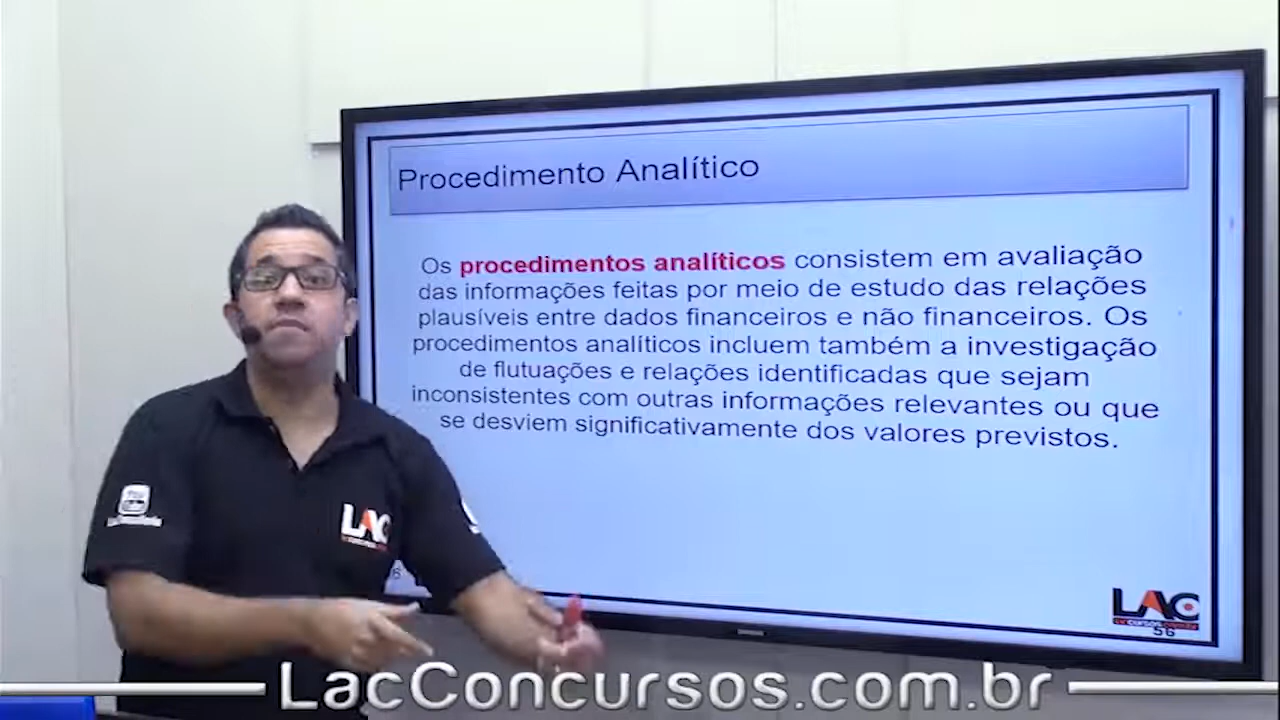 Procedimento Analítico
Os procedimentos analíticos consistem em avaliação
das informações feitas por meio de estudo das relações
plausíveis entre dados financeiros e não financeiros. Os
procedimentos analíticos incluem também a investigação
de flutuações e relações identificadas que sejam
inconsistentes com outras informações relevantes ou que
se desviem significativamente dos valores previstos.
LAC
LAC
56
LacConcursos.com.br